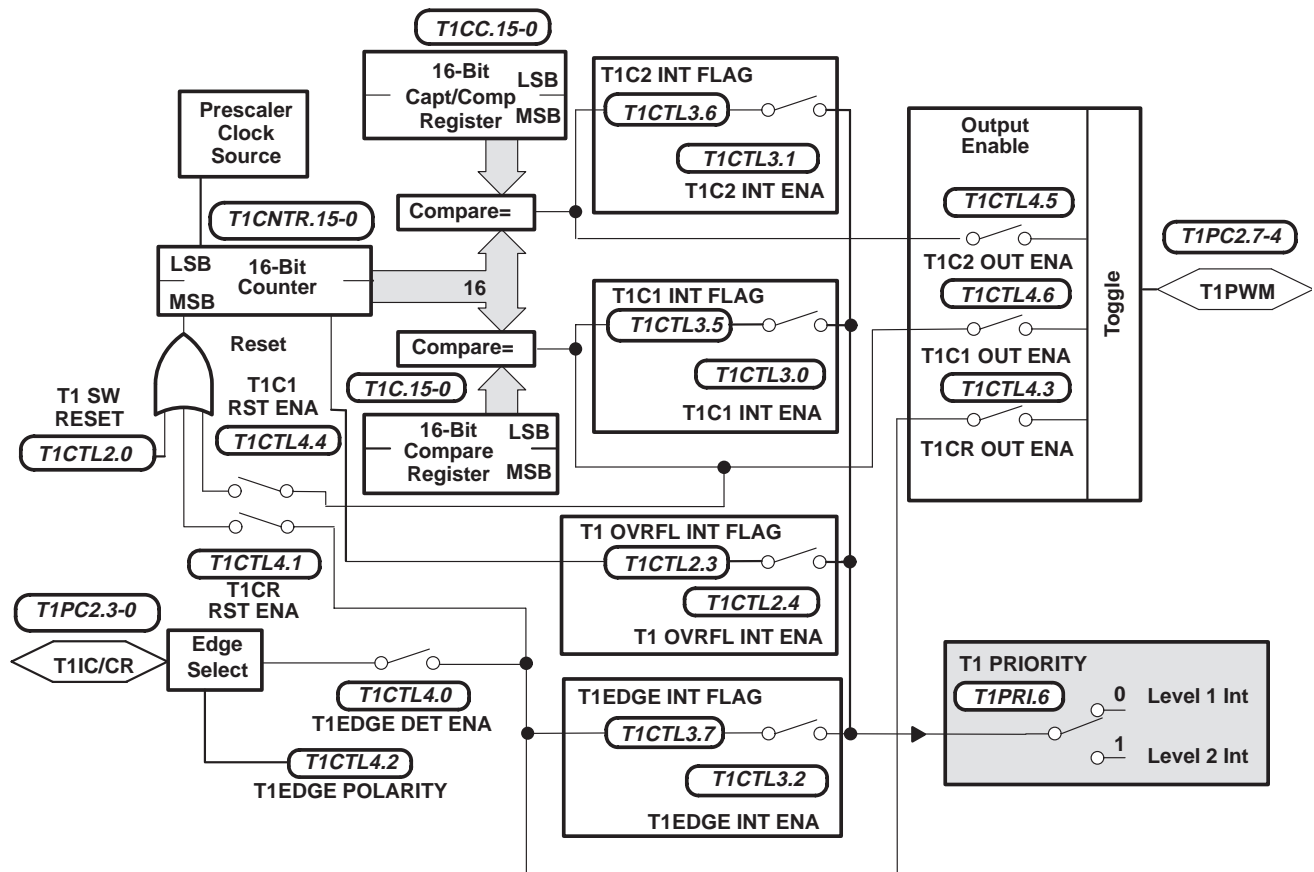 T1CC.15-0
16-Bit
Capt/Comp
Register
LSB
MSB
Prescaler
Clock
Source
T1CNTR.15-0
LSB
MSB
16-Bit
Counter
16
Compare=
Compare=
Reset
T1 SW
RESET
T1CTL2.0
T1C1
RST ENA
T1CTL4.4
T1C.15-0
16-Bit
Compare
Register
LSB
MSB
T1CTL4.1
T1CR
RST ENA
T1PC2.3-0
T1IC/CR
Edge
Select
T1CTL4.0
T1EDGE DET ENA
T1CTL4.2
T1EDGE POLARITY
T1C2 INT FLAG
T1CTL3.6
T1CTL3.1
T1C2 INT ENA
T1C1 INT FLAG
T1CTL3.5
T1CTL3.0
T1C1 INT ENA
T1 OVRFL INT FLAG
T1CTL2.3
T1CTL2.4
T1 OVRFL INT ENA
T1EDGE INT FLAG
T1CTL3.7
T1CTL3.2
T1EDGE INT ENA
Output
Enable
T1CTL4.5
T1C2 OUT ENA
T1CTL4.6
T1C1 OUT ENA
T1CTL4.3
T1CR OUT ENA
Toggle
T1PC2.7-4
T1PWM
T1 PRIORITY
T1PRI.6
0
Level 1 Int
1
Level 2 Int